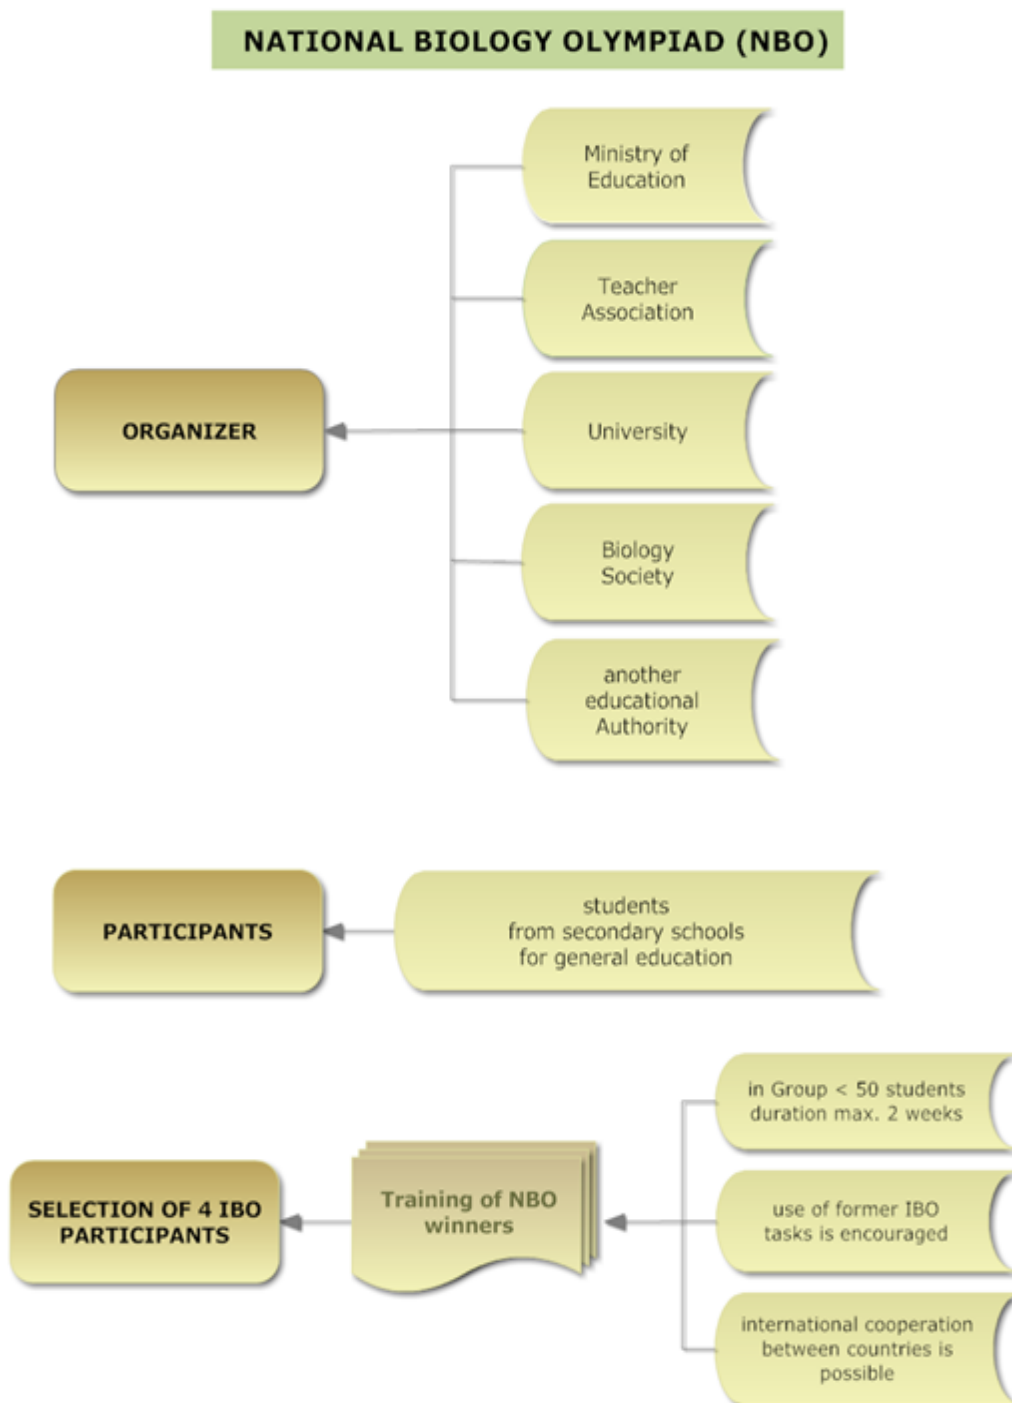 NATIONAL BIOLOGY OLYMPIAD (NBO)
Ministry of
Education
Teacher
Association
ORGANIZER
University
Biology
Society
another
educational
Authority
PARTICIPANTS
students
from secondary schools
for general education
in Group < 50 students
duration max. 2 weeks
SELECTION OF 4 IBO
PARTICIPANTS
Training of NBO
winners
use of former IBO
tasks is encouraged
international cooperation
between countries is
possible